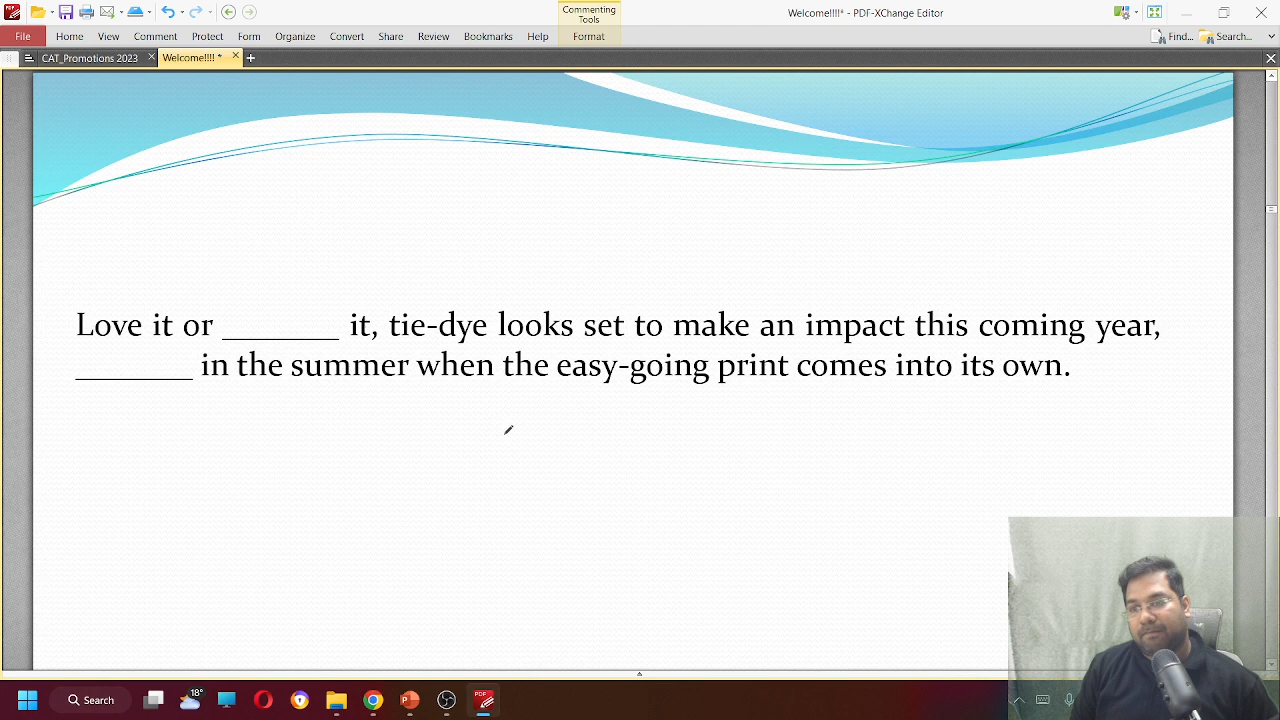 Commenting
Tools
Welcome!!!!* - PDF-XChange Editor
File Home View Comment Protect Form Organize Convert Share Review Bookmarks Help Format Find... Search...
CAT_Promotions 2023 Welcome!!!! *
Love it or ________ it, tie-dye looks set to make an impact this coming year,
________ in the summer when the easy-going print comes into its own.
18° Search PDF